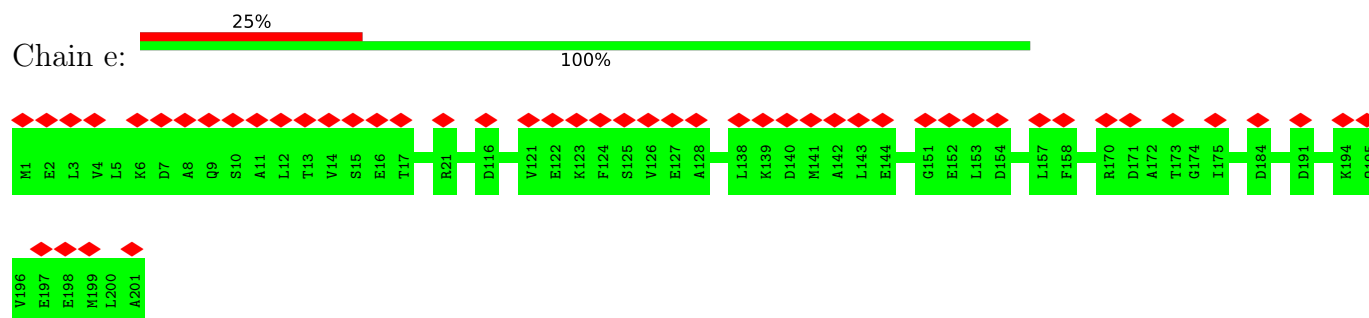 25%
Chain e:
100%
M1 E2 L3 V4 L5 K6 D7 A8 Q9 S10 A11 L12 T13 V14 S15 E16 T17 R21 D116 V121 E122 K123 F124 S125 V126 E127 A128 L138 K139 D140 M141 A142 L143 E144 G151 E152 L153 D154 L157 F158 R170 D171 A172 T173 G174 I175 D184 D191 K194
V196 E197 E198 M199 L200 A201